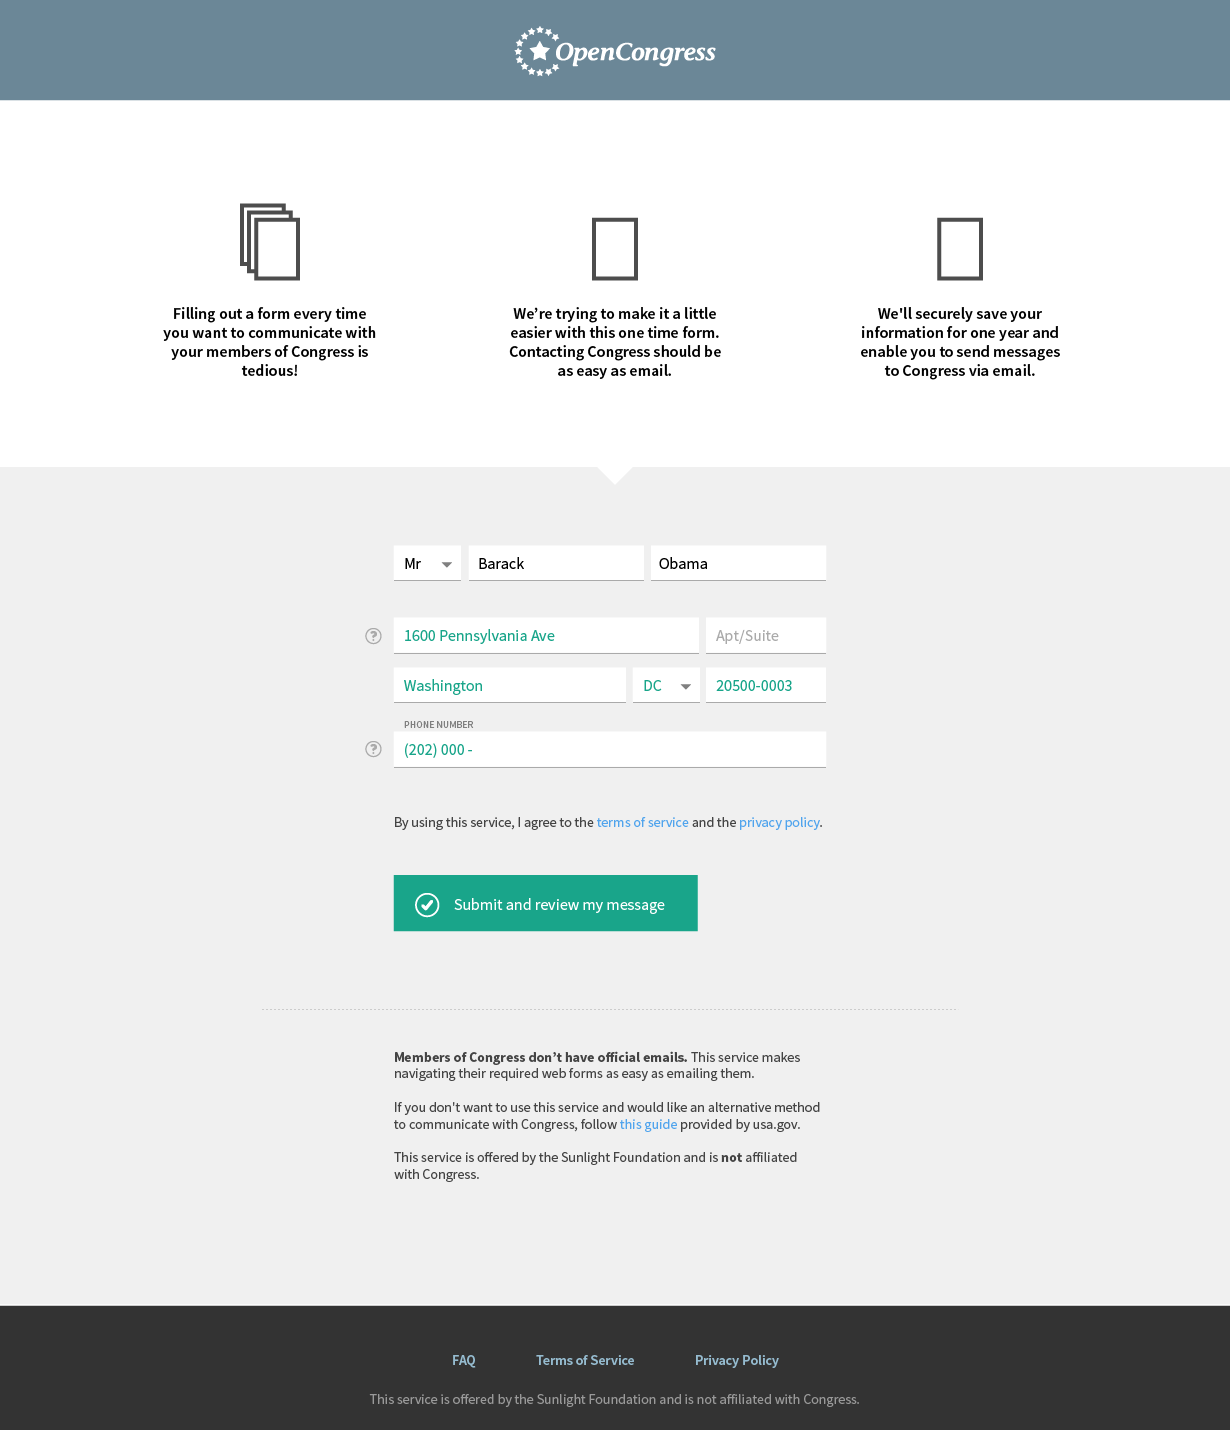 OpenCongress
Filling out a form every time
you want to communicate with
your members of Congress is
tedious!
We’re trying to make it a little
easier with this one time form.
Contacting Congress should be
as easy as email.
We'll securely save your
information for one year and
enable you to send messages
to Congress via email.
Mr Barack Obama
? 1600 Pennsylvania Ave Apt/Suite
Washington DC 20500-0003
PHONE NUMBER
? (202) 000 -
By using this service, I agree to the terms of service and the privacy policy.
Submit and review my message
Members of Congress don’t have official emails. This service makes
navigating their required web forms as easy as emailing them.
If you don't want to use this service and would like an alternative method
to communicate with Congress, follow this guide provided by usa.gov.
This service is offered by the Sunlight Foundation and is not affiliated
with Congress.
FAQ Terms of Service Privacy Policy
This service is offered by the Sunlight Foundation and is not affiliated with Congress.